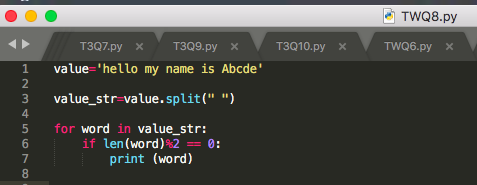 TWQ8.py
T3Q7.py × T3Q9.py × T3Q10.py × TWQ6.py ×
1 value='hello my name is Abcde'
2
3 value_str=value.split(" ")
4
5 for word in value_str:
6     if len(word)%2 == 0:
7         print (word)
8